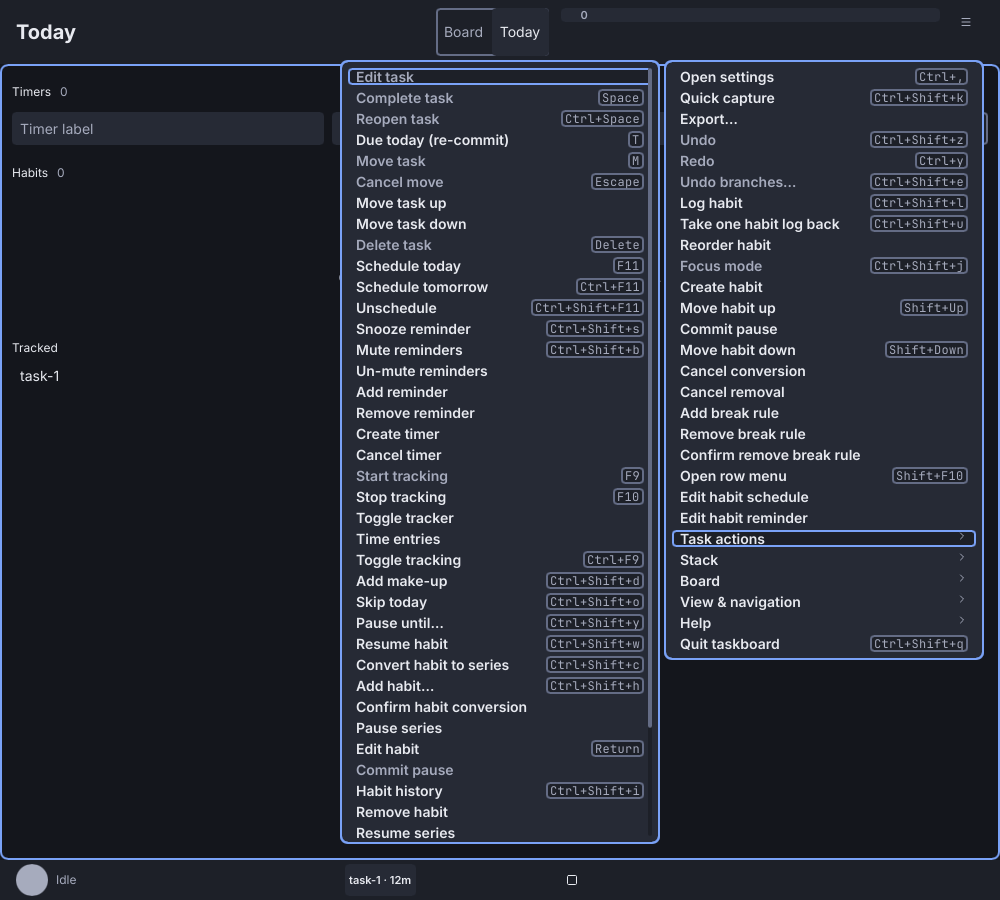 Today
Board Today
0
☰
Timers 0
Timer label
Habits 0
Tracked
task-1
Edit task
Complete task Space
Reopen task Ctrl+Space
Due today (re-commit) T
Move task M
Cancel move Escape
Move task up
Move task down
Delete task Delete
Schedule today F11
Schedule tomorrow Ctrl+F11
Unschedule Ctrl+Shift+F11
Snooze reminder Ctrl+Shift+s
Mute reminders Ctrl+Shift+b
Un-mute reminders
Add reminder
Remove reminder
Create timer
Cancel timer
Start tracking F9
Stop tracking F10
Toggle tracker
Time entries
Toggle tracking Ctrl+F9
Add make-up Ctrl+Shift+d
Skip today Ctrl+Shift+o
Pause until... Ctrl+Shift+y
Resume habit Ctrl+Shift+w
Convert habit to series Ctrl+Shift+c
Add habit... Ctrl+Shift+h
Confirm habit conversion
Pause series
Edit habit Return
Commit pause
Habit history Ctrl+Shift+i
Remove habit
Resume series
Open settings Ctrl+,
Quick capture Ctrl+Shift+k
Export...
Undo Ctrl+Shift+z
Redo Ctrl+y
Undo branches... Ctrl+Shift+e
Log habit Ctrl+Shift+l
Take one habit log back Ctrl+Shift+u
Reorder habit
Focus mode Ctrl+Shift+j
Create habit
Move habit up Shift+Up
Commit pause
Move habit down Shift+Down
Cancel conversion
Cancel removal
Add break rule
Remove break rule
Confirm remove break rule
Open row menu Shift+F10
Edit habit schedule
Edit habit reminder
Task actions
Stack
Board
View & navigation
Help
Quit taskboard Ctrl+Shift+q
Idle
task-1 · 12m